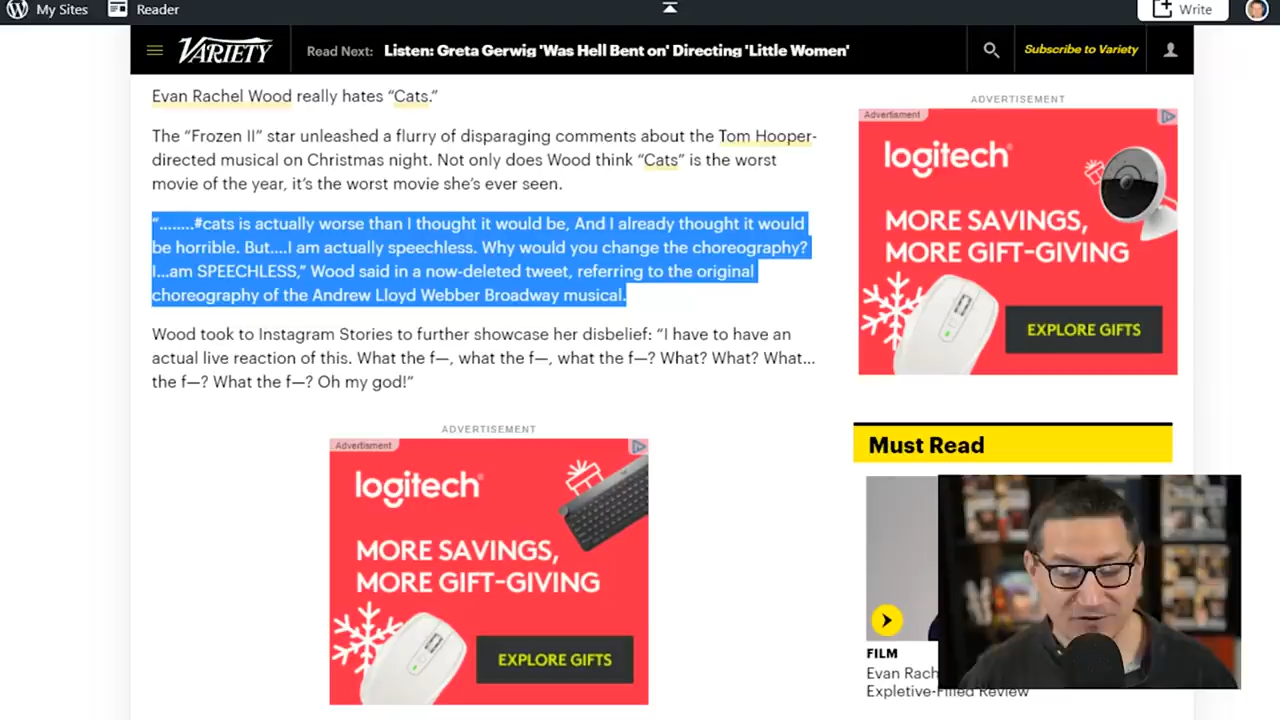 My Sites
Reader
Write
VARIETY
Read Next: Listen: Greta Gerwig 'Was Hell Bent on' Directing 'Little Women'
Subscribe to Variety
Evan Rachel Wood really hates “Cats.”
The “Frozen II” star unleashed a flurry of disparaging comments about the Tom Hooper-
directed musical on Christmas night. Not only does Wood think “Cats” is the worst
movie of the year, it’s the worst movie she’s ever seen.
“........#cats is actually worse than I thought it would be, And I already thought it would
be horrible. But....I am actually speechless. Why would you change the choreography?
I...am SPEECHLESS,” Wood said in a now-deleted tweet, referring to the original
choreography of the Andrew Lloyd Webber Broadway musical.
Wood took to Instagram Stories to further showcase her disbelief: “I have to have an
actual live reaction of this. What the f—, what the f—, what the f—? What? What? What...
the f—? What the f—? Oh my god!”
ADVERTISEMENT
Advertisment
logitech
MORE SAVINGS,
MORE GIFT-GIVING
EXPLORE GIFTS
ADVERTISEMENT
Advertisment
logitech
MORE SAVINGS,
MORE GIFT-GIVING
EXPLORE GIFTS
Must Read
FILM
Evan Rach
Expletive-Filled Review